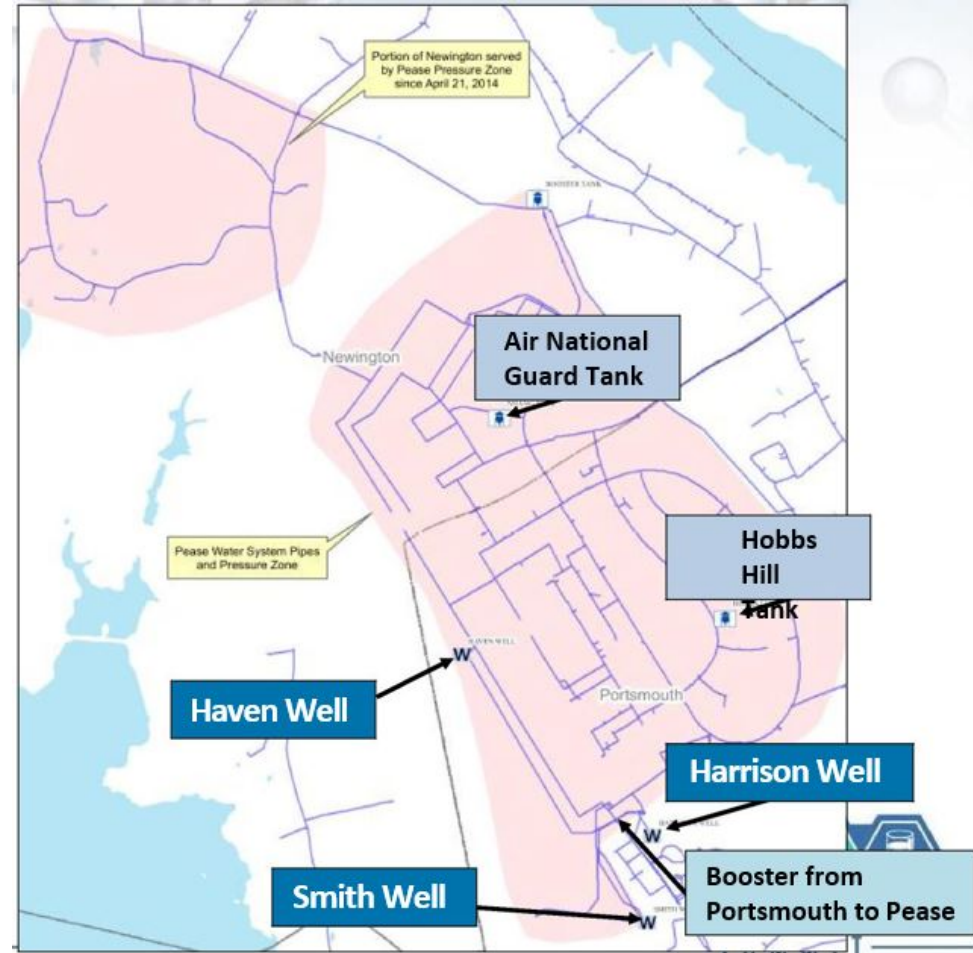 Portion of Newington served
by Pease Pressure Zone
since April 21, 2014
BOOSTER TANK
Air National
Guard Tank
Newington
Hobbs
Hill
Tank
Pease Water System Pipes
and Pressure Zone
W
HAVEN WELL
Haven Well
Portsmouth
Harrison Well
W
WELL
Smith Well
Booster from
Portsmouth to Pease
W
SMITH